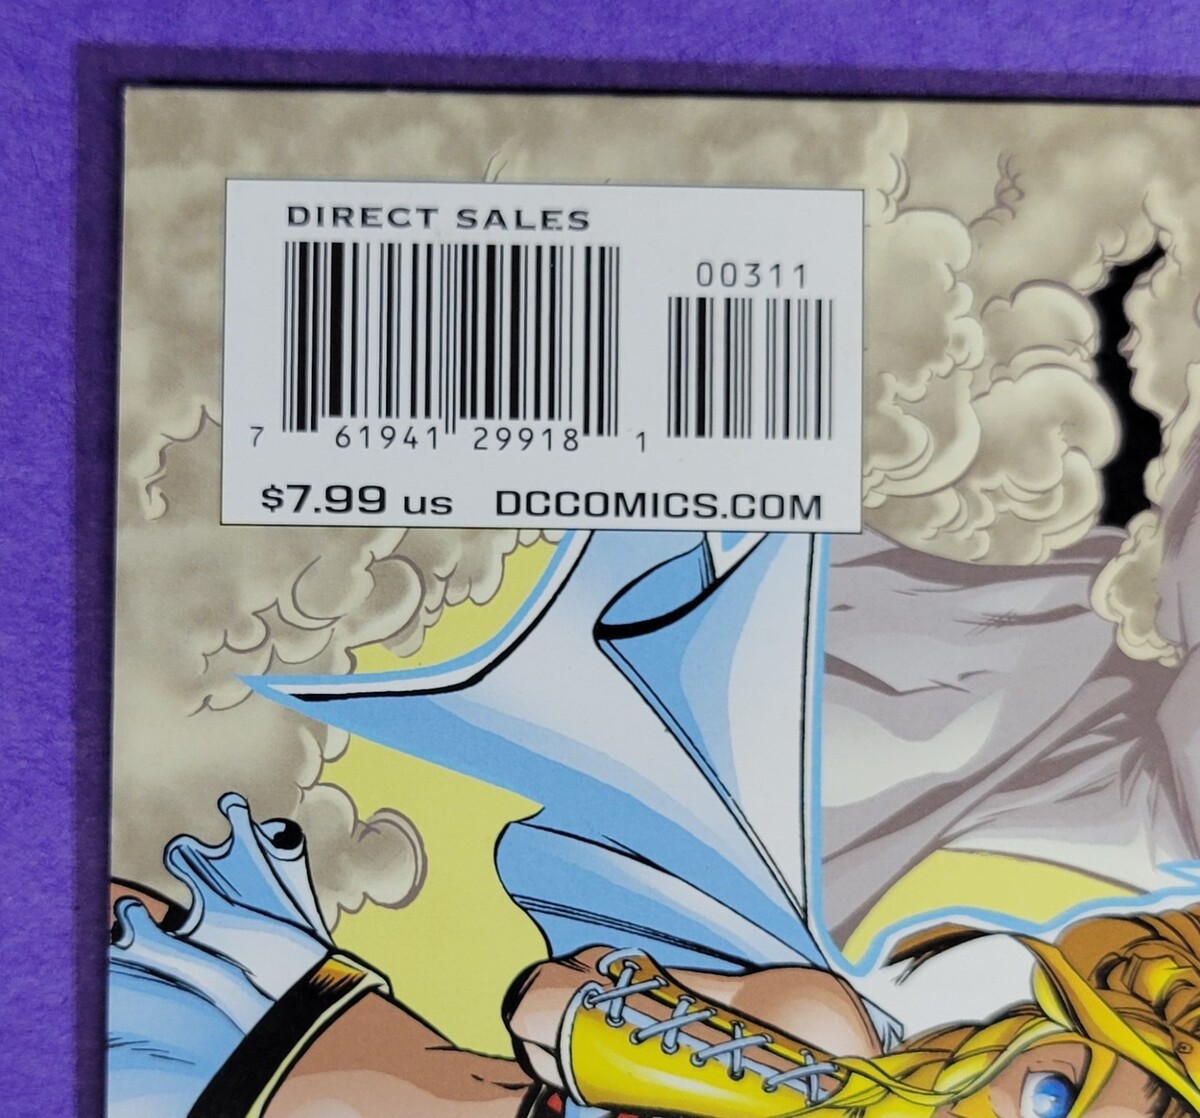 DIRECT SALES
00311
7 61941 29918 1
$7.99 US DCCOMICS.COM